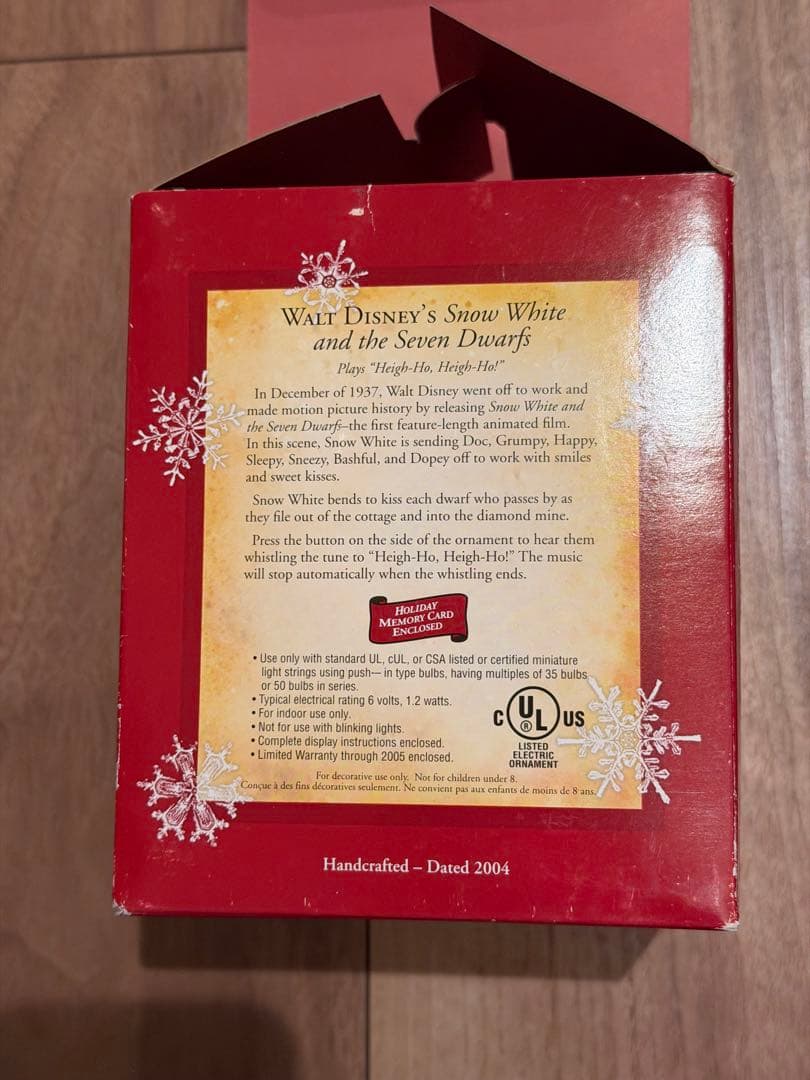 WALT DISNEY'S Snow White
and the Seven Dwarfs
Plays "Heigh-Ho, Heigh-Ho!"
In December of 1937, Walt Disney went off to work and
made motion picture history by releasing Snow White and
the Seven Dwarfs–the first feature-length animated film.
In this scene, Snow White is sending Doc, Grumpy, Happy,
Sleepy, Sneezy, Bashful, and Dopey off to work with smiles
and sweet kisses.
Snow White bends to kiss each dwarf who passes by as
they file out of the cottage and into the diamond mine.
Press the button on the side of the ornament to hear them
whistling the tune to "Heigh-Ho, Heigh-Ho!" The music
will stop automatically when the whistling ends.
HOLIDAY
MEMORY CARD
ENCLOSED
• Use only with standard UL, cUL, or CSA listed or certified miniature
light strings using push— in type bulbs, having multiples of 35 bulbs
or 50 bulbs in series.
• Typical electrical rating 6 volts, 1.2 watts.
• For indoor use only.
• Not for use with blinking lights.
• Complete display instructions enclosed.
• Limited Warranty through 2005 enclosed.
C UL ® US
LISTED
ELECTRIC
ORNAMENT
For decorative use only. Not for children under 8.
Conçue à des fins décoratives seulement. Ne convient pas aux enfants de moins de 8 ans.
Handcrafted – Dated 2004